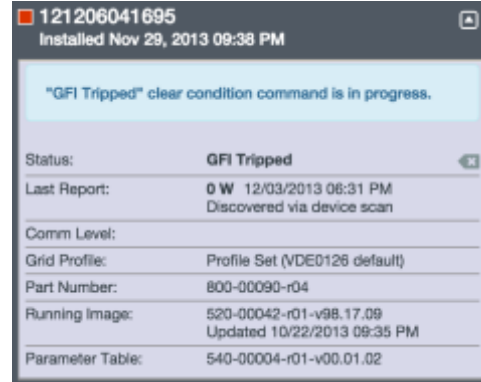 121206041695
Installed Nov 29, 2013 09:38 PM
"GFI Tripped" clear condition command is in progress.
Status: GFI Tripped
Last Report: 0 W 12/03/2013 06:31 PM
Discovered via device scan
Comm Level:
Grid Profile: Profile Set (VDE0126 default)
Part Number: 800-00090-r04
Running Image: 520-00042-r01-v98.17.09
Updated 10/22/2013 09:35 PM
Parameter Table: 540-00004-r01-v00.01.02